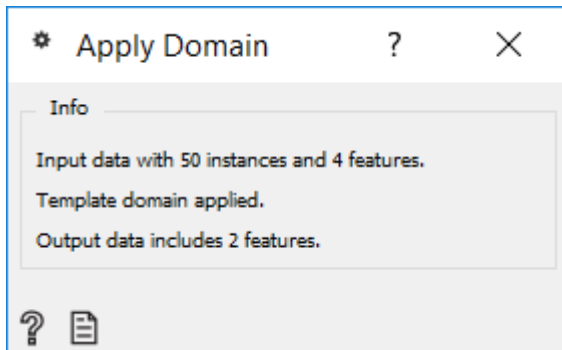 Apply Domain ?
Info
Input data with 50 instances and 4 features.
Template domain applied.
Output data includes 2 features.
?